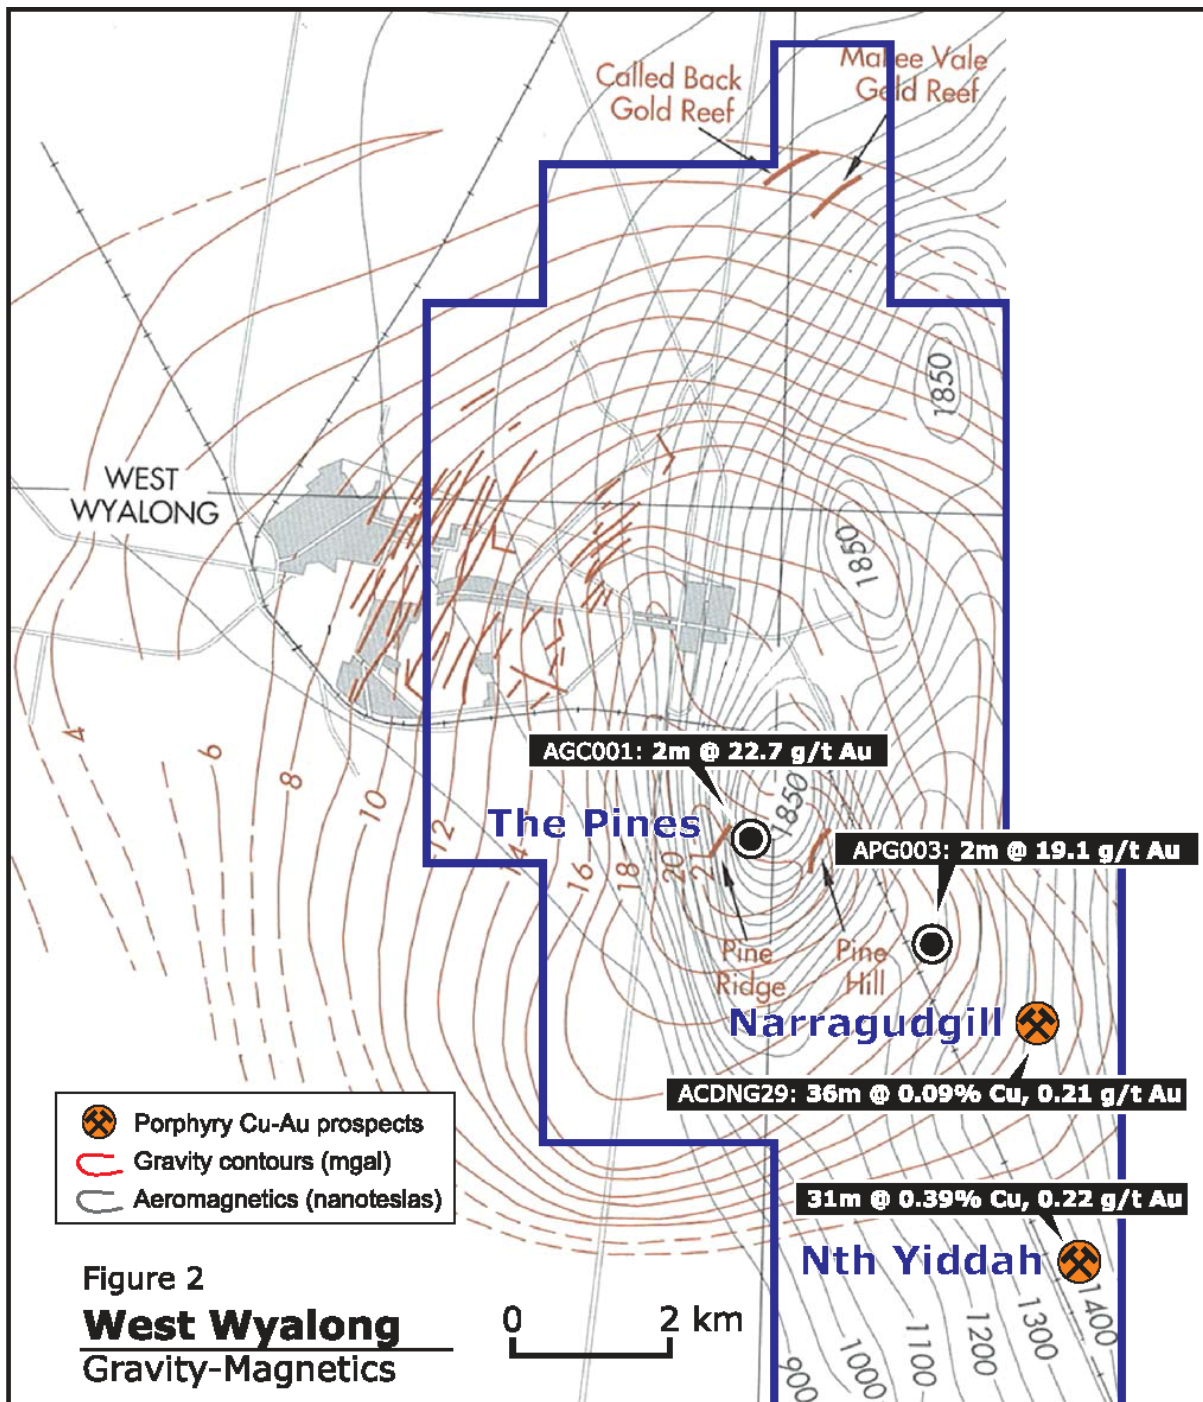 Called Back
Gold Reef
Mallee Vale
Gold Reef
1850
WEST
WYALONG
1850
4
6
8
10
12
14
16
18
20
21
AGC001: 2m @ 22.7 g/t Au
1850
The Pines
APG003: 2m @ 19.1 g/t Au
Pine
Ridge
Pine
Hill
Narragudgill
ACDNG29: 36m @ 0.09% Cu, 0.21 g/t Au
31m @ 0.39% Cu, 0.22 g/t Au
Nth Yiddah
900
1000
1100
1200
1300
1400
Porphyry Cu-Au prospects
Gravity contours (mgal)
Aeromagnetics (nanoteslas)
Figure 2
West Wyalong
Gravity-Magnetics
0 2 km